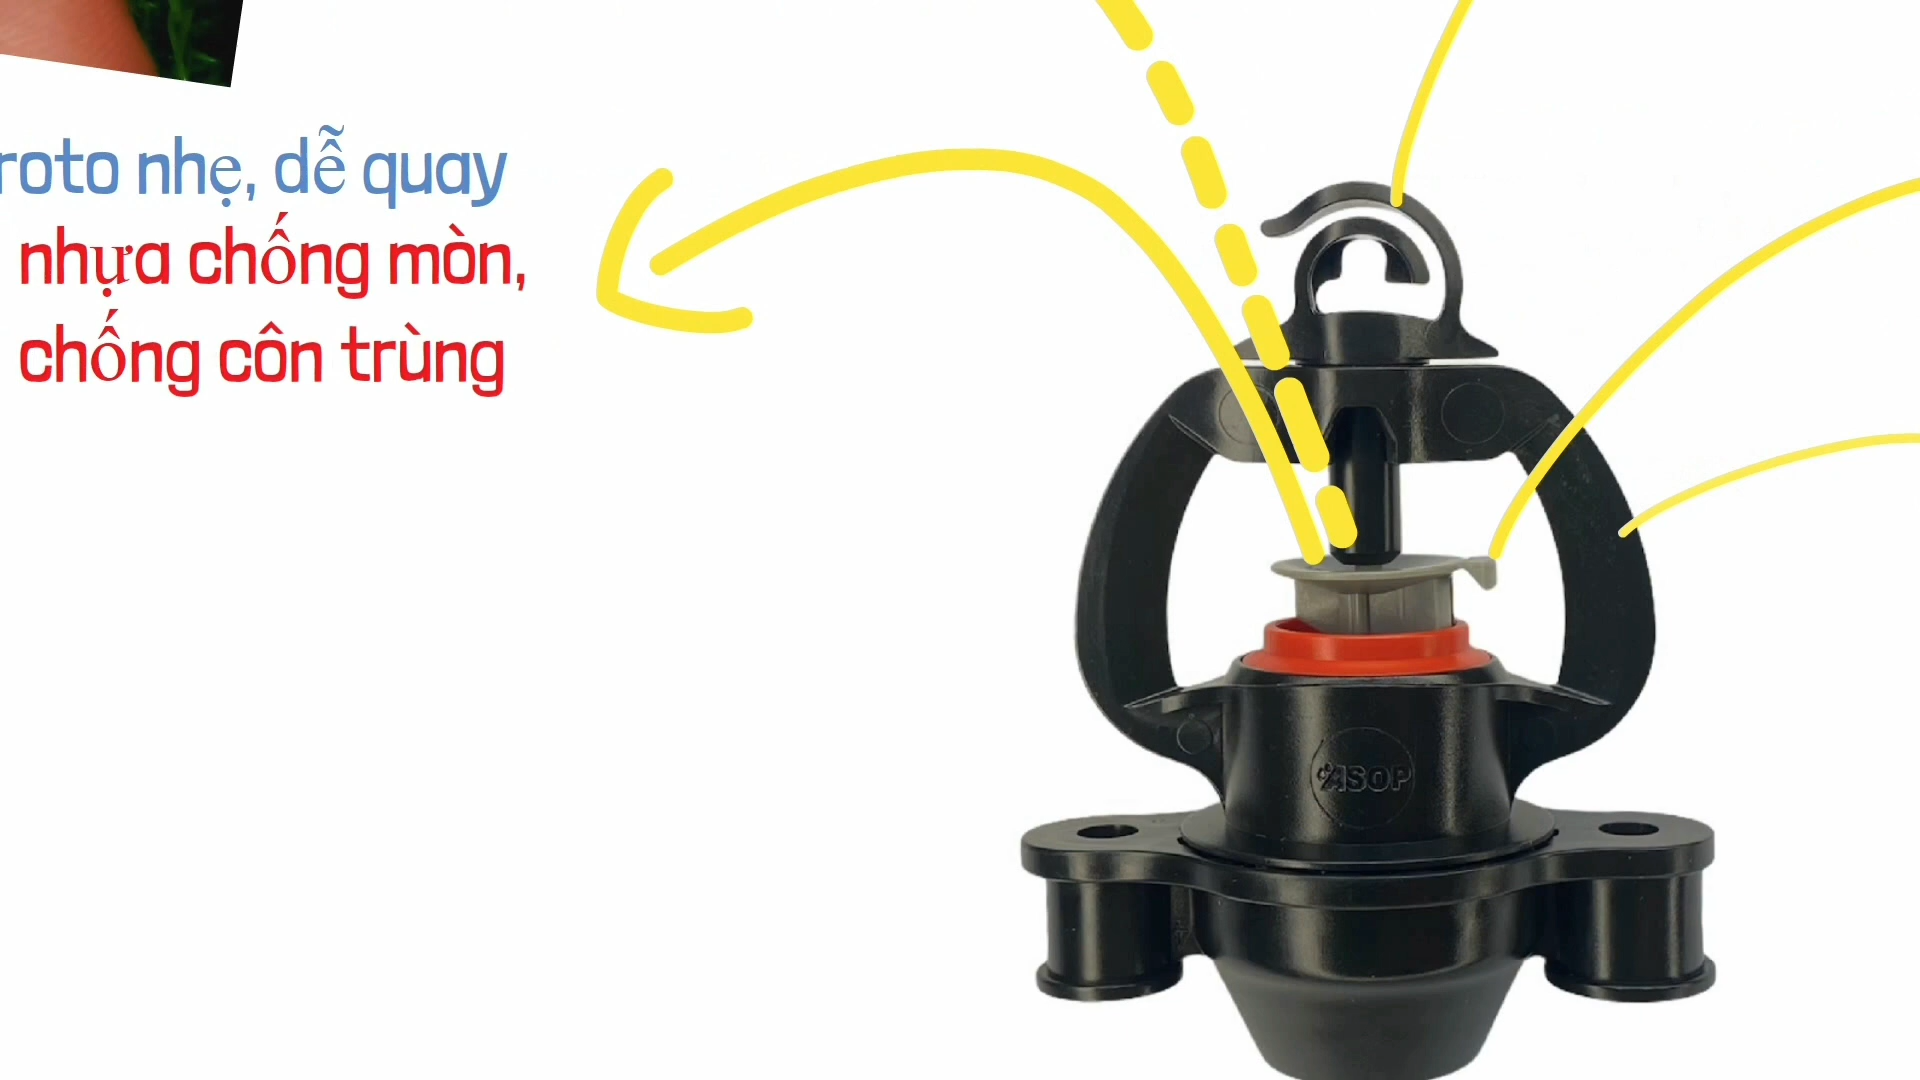 roto nhẹ, dễ quay
nhựa chống mòn,
chống côn trùng
ASOP